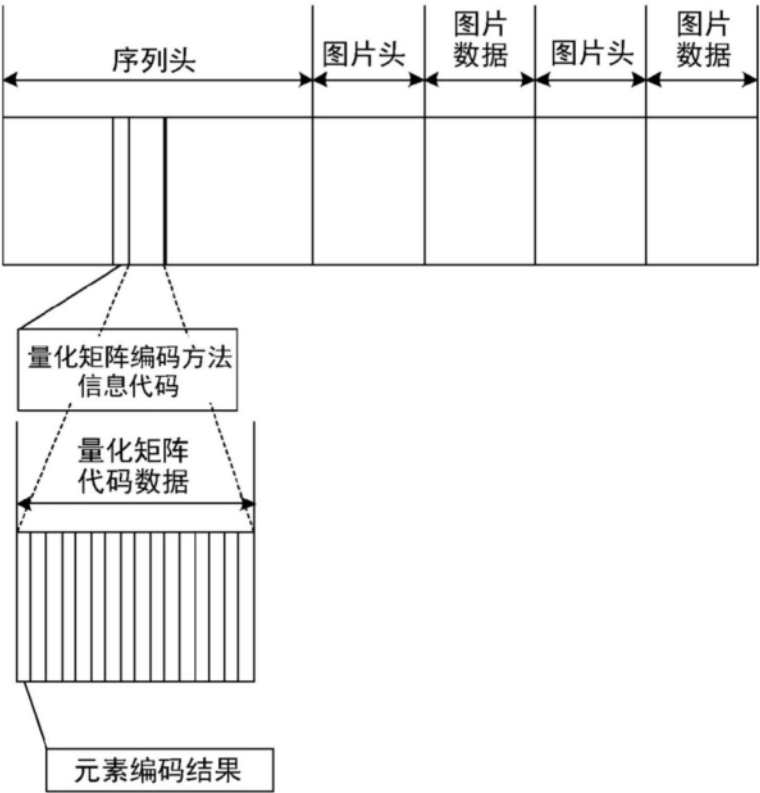 序列头
图片头
图片
数据
图片头
图片
数据
量化矩阵编码方法
信息代码
量化矩阵
代码数据
元素编码结果